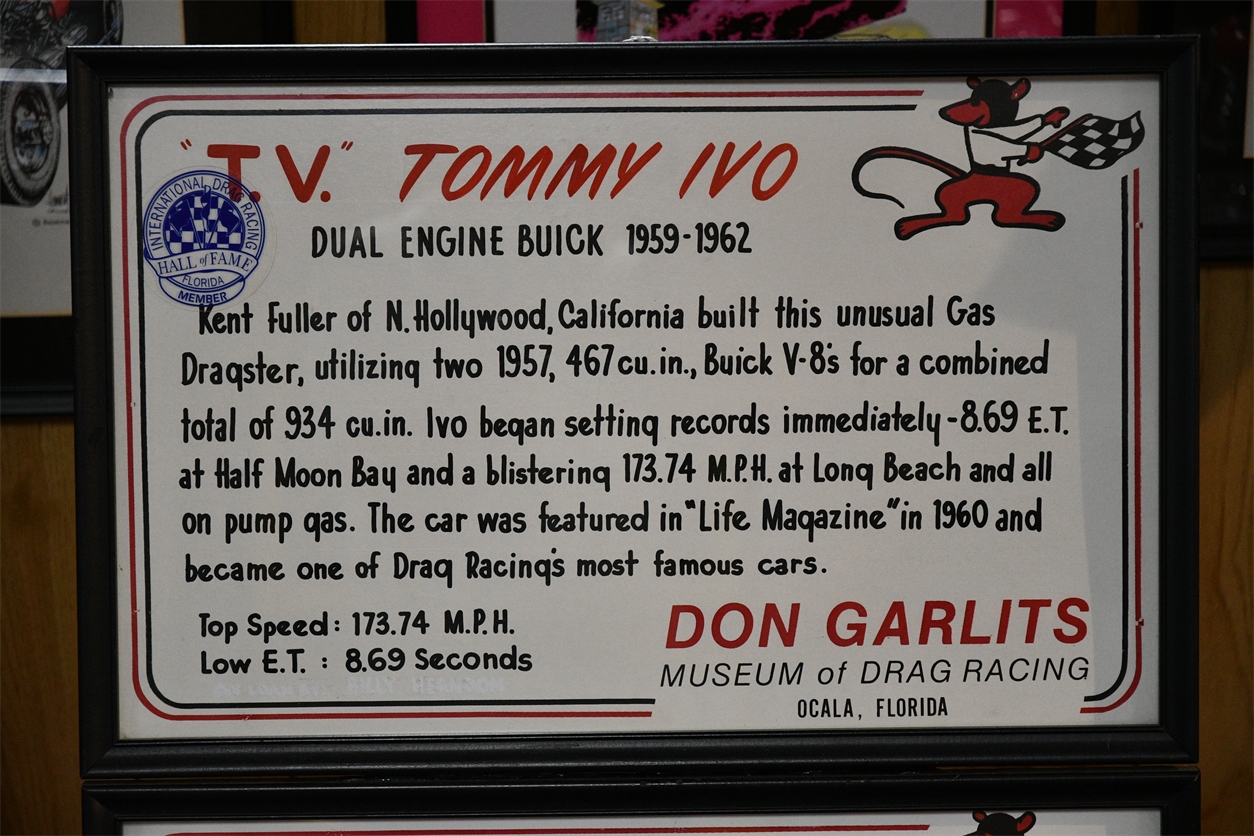 "T.V." TOMMY IVO
DUAL ENGINE BUICK 1959-1962
INTERNATIONAL DRAG RACING
HALL of FAME
FLORIDA
MEMBER
Kent Fuller of N. Hollywood, California built this unusual Gas
Dragster, utilizing two 1957, 467 cu.in., Buick V-8's for a combined
total of 934 cu.in. Ivo began setting records immediately -8.69 E.T.
at Half Moon Bay and a blistering 173.74 M.P.H. at Long Beach and all
on pump gas. The car was featured in "Life Magazine" in 1960 and
became one of Drag Racing's most famous cars.
Top Speed: 173.74 M.P.H.
Low E.T. : 8.69 Seconds
DON GARLITS
MUSEUM of DRAG RACING
OCALA, FLORIDA